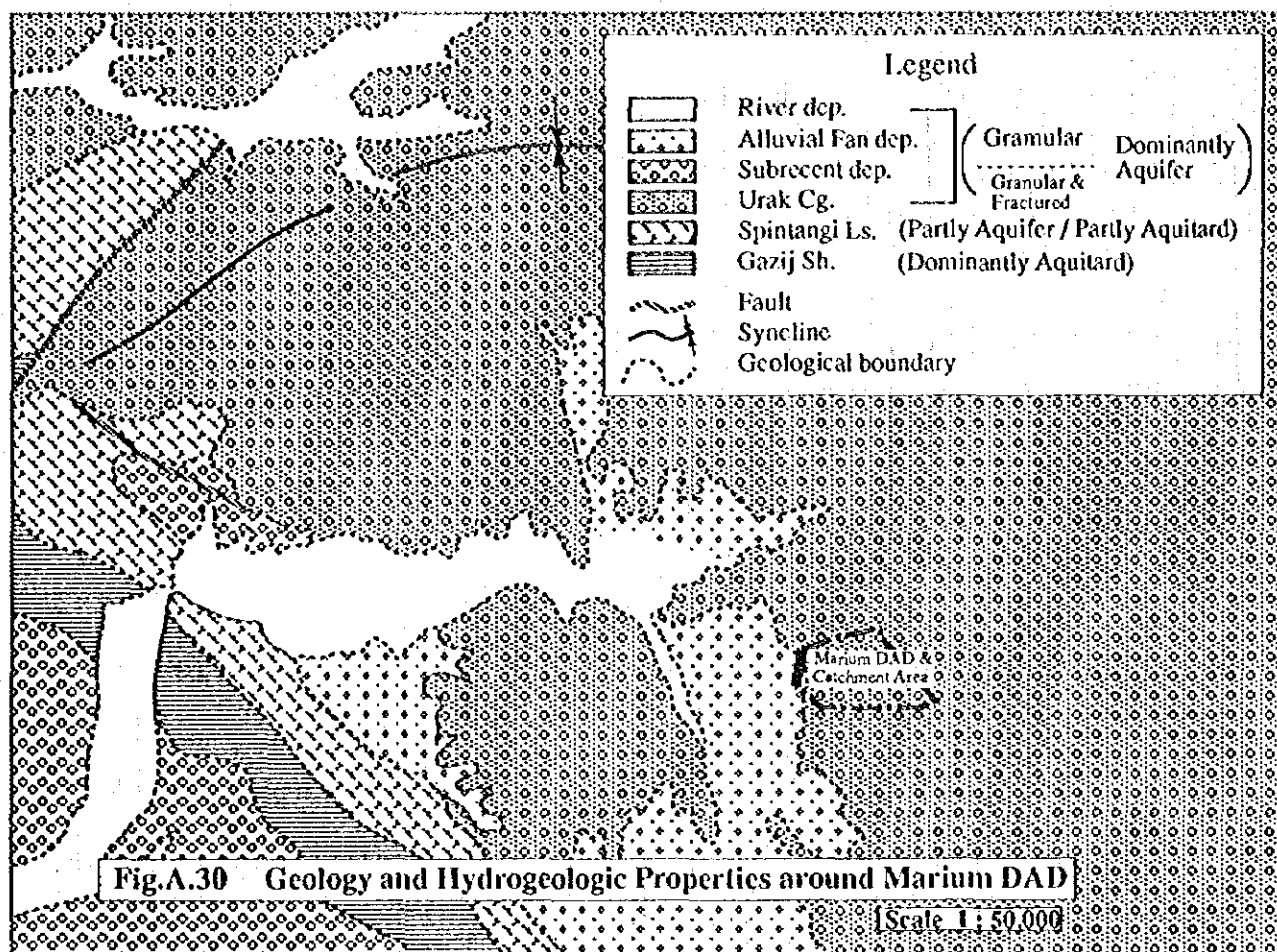 Legend
River dep.
Alluvial Fan dep.
Subrecent dep.
Urak Cg.
Granular
Granular &
Fractured
Dominantly
Aquifer
Spintangi Ls. (Partly Aquifer / Partly Aquitard)
Gazij Sh. (Dominantly Aquitard)
Fault
Syncline
Geological boundary
Marium DAD &
Catchment Area
Fig.A.30 Geology and Hydrogeologic Properties around Marium DAD
Scale 1 : 50,000